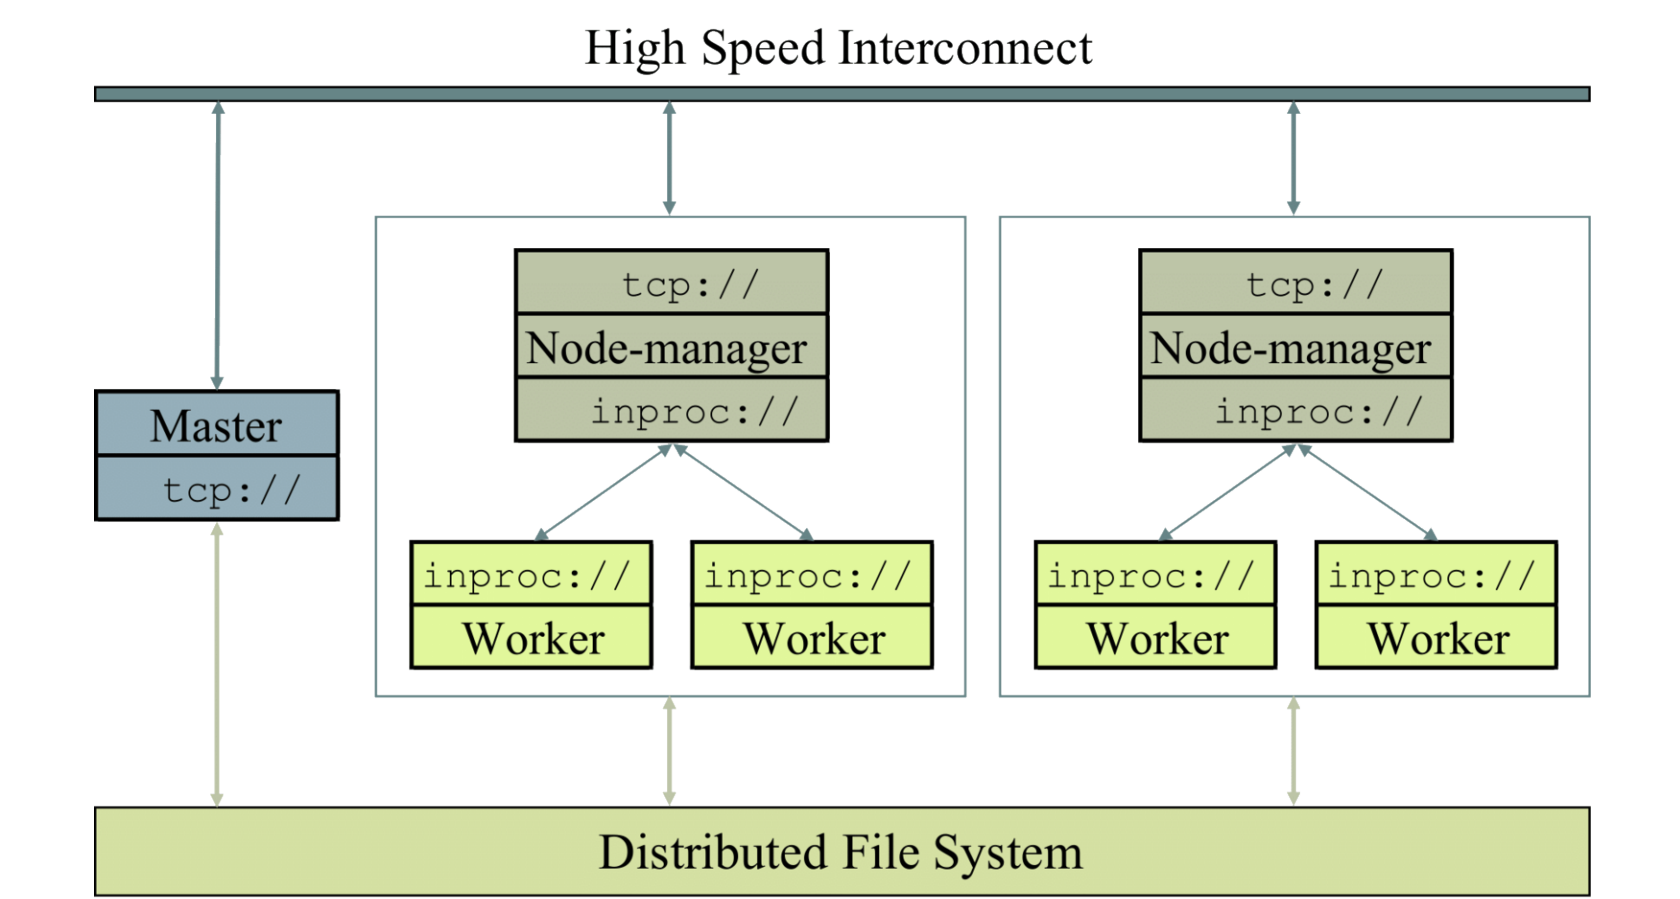 High Speed Interconnect
tcp://
Node-manager
inproc://
tcp://
Node-manager
inproc://
Master
tcp://
inproc://
Worker
inproc://
Worker
inproc://
Worker
inproc://
Worker
Distributed File System